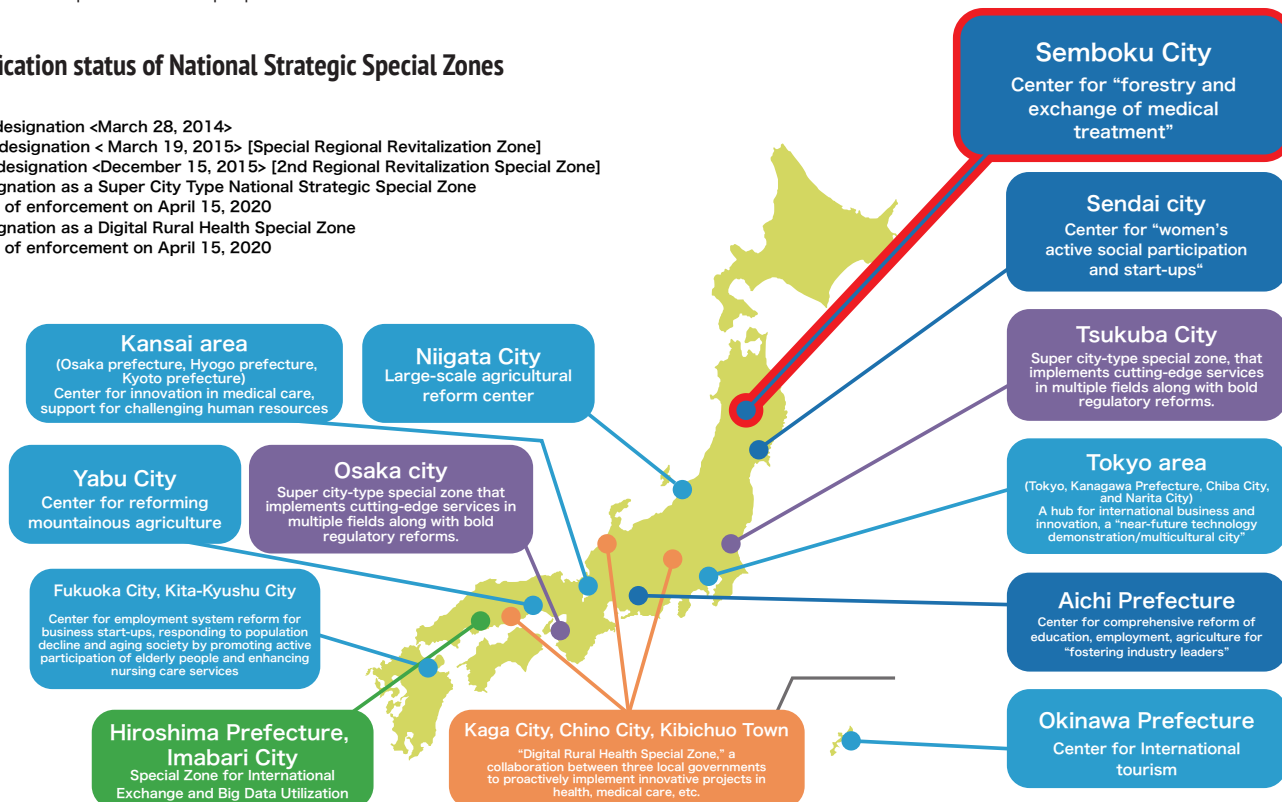 ication status of National Strategic Special Zones
designation <March 28, 2014>
designation < March 19, 2015> [Special Regional Revitalization Zone]
designation <December 15, 2015> [2nd Regional Revitalization Special Zone]
gnation as a Super City Type National Strategic Special Zone
of enforcement on April 15, 2020
gnation as a Digital Rural Health Special Zone
of enforcement on April 15, 2020
Semboku City
Center for “forestry and
exchange of medical
treatment”
Sendai city
Center for “women’s
active social participation
and start-ups“
Tsukuba City
Super city-type special zone, that
implements cutting-edge services
in multiple fields along with bold
regulatory reforms.
Tokyo area
(Tokyo, Kanagawa Prefecture, Chiba City,
and Narita City)
A hub for international business and
innovation, a “near-future technology
demonstration/multicultural city”
Aichi Prefecture
Center for comprehensive reform of
education, employment, agriculture for
“fostering industry leaders”
Okinawa Prefecture
Center for International
tourism
Kansai area
(Osaka prefecture, Hyogo prefecture,
Kyoto prefecture)
Center for innovation in medical care,
support for challenging human resources
Niigata City
Large-scale agricultural
reform center
Yabu City
Center for reforming
mountainous agriculture
Osaka city
Super city-type special zone that
implements cutting-edge services in
multiple fields along with bold
regulatory reforms.
Fukuoka City, Kita-Kyushu City
Center for employment system reform for
business start-ups, responding to population
decline and aging society by promoting active
participation of elderly people and enhancing
nursing care services
Hiroshima Prefecture,
Imabari City
Special Zone for International
Exchange and Big Data Utilization
Kaga City, Chino City, Kibichuo Town
“Digital Rural Health Special Zone,” a
collaboration between three local governments
to proactively implement innovative projects in
health, medical care, etc.